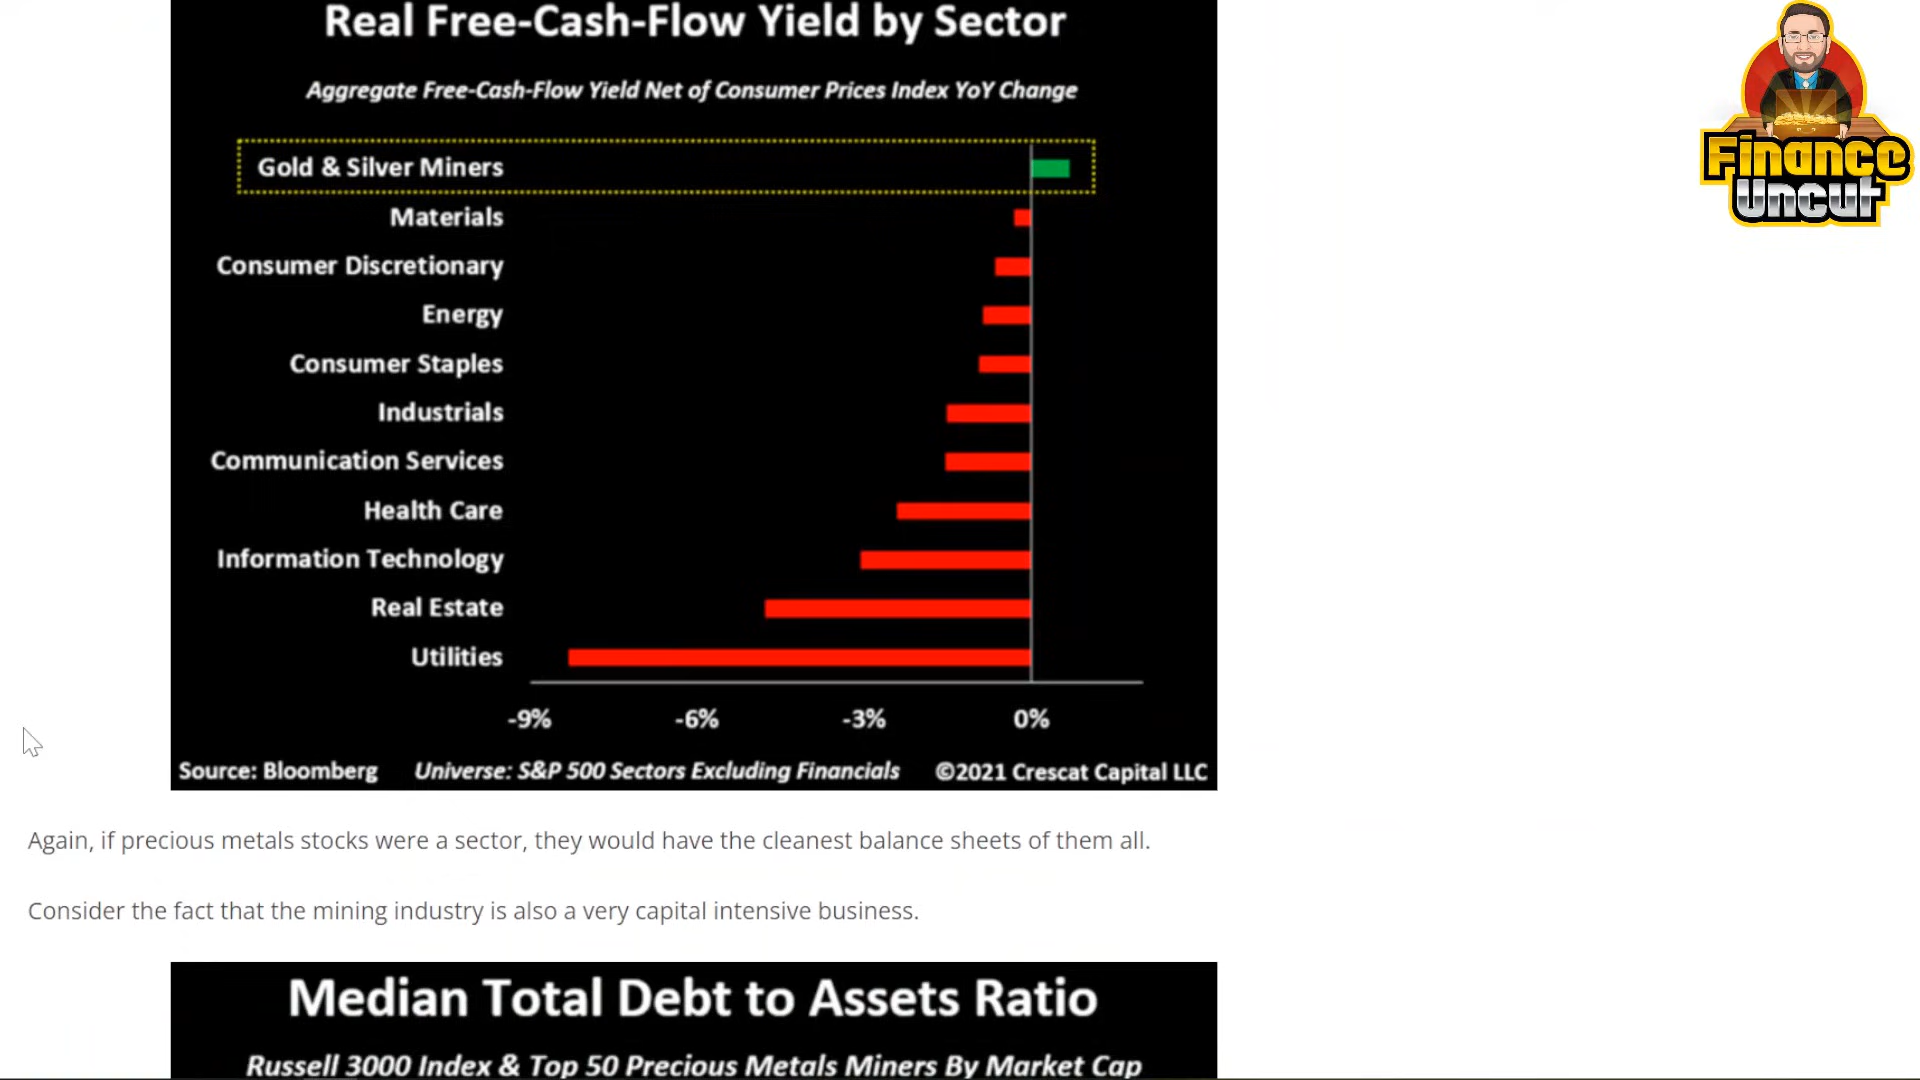 Real Free-Cash-Flow Yield by Sector
Aggregate Free-Cash-Flow Yield Net of Consumer Prices Index YoY Change
Gold & Silver Miners
Materials
Consumer Discretionary
Energy
Consumer Staples
Industrials
Communication Services
Health Care
Information Technology
Real Estate
Utilities
-9% -6% -3% 0%
Source: Bloomberg Universe: S&P 500 Sectors Excluding Financials ©2021 Crescat Capital LLC
Again, if precious metals stocks were a sector, they would have the cleanest balance sheets of them all.
Consider the fact that the mining industry is also a very capital intensive business.
Median Total Debt to Assets Ratio
Russell 3000 Index & Top 50 Precious Metals Miners By Market Cap
Finance
Uncut